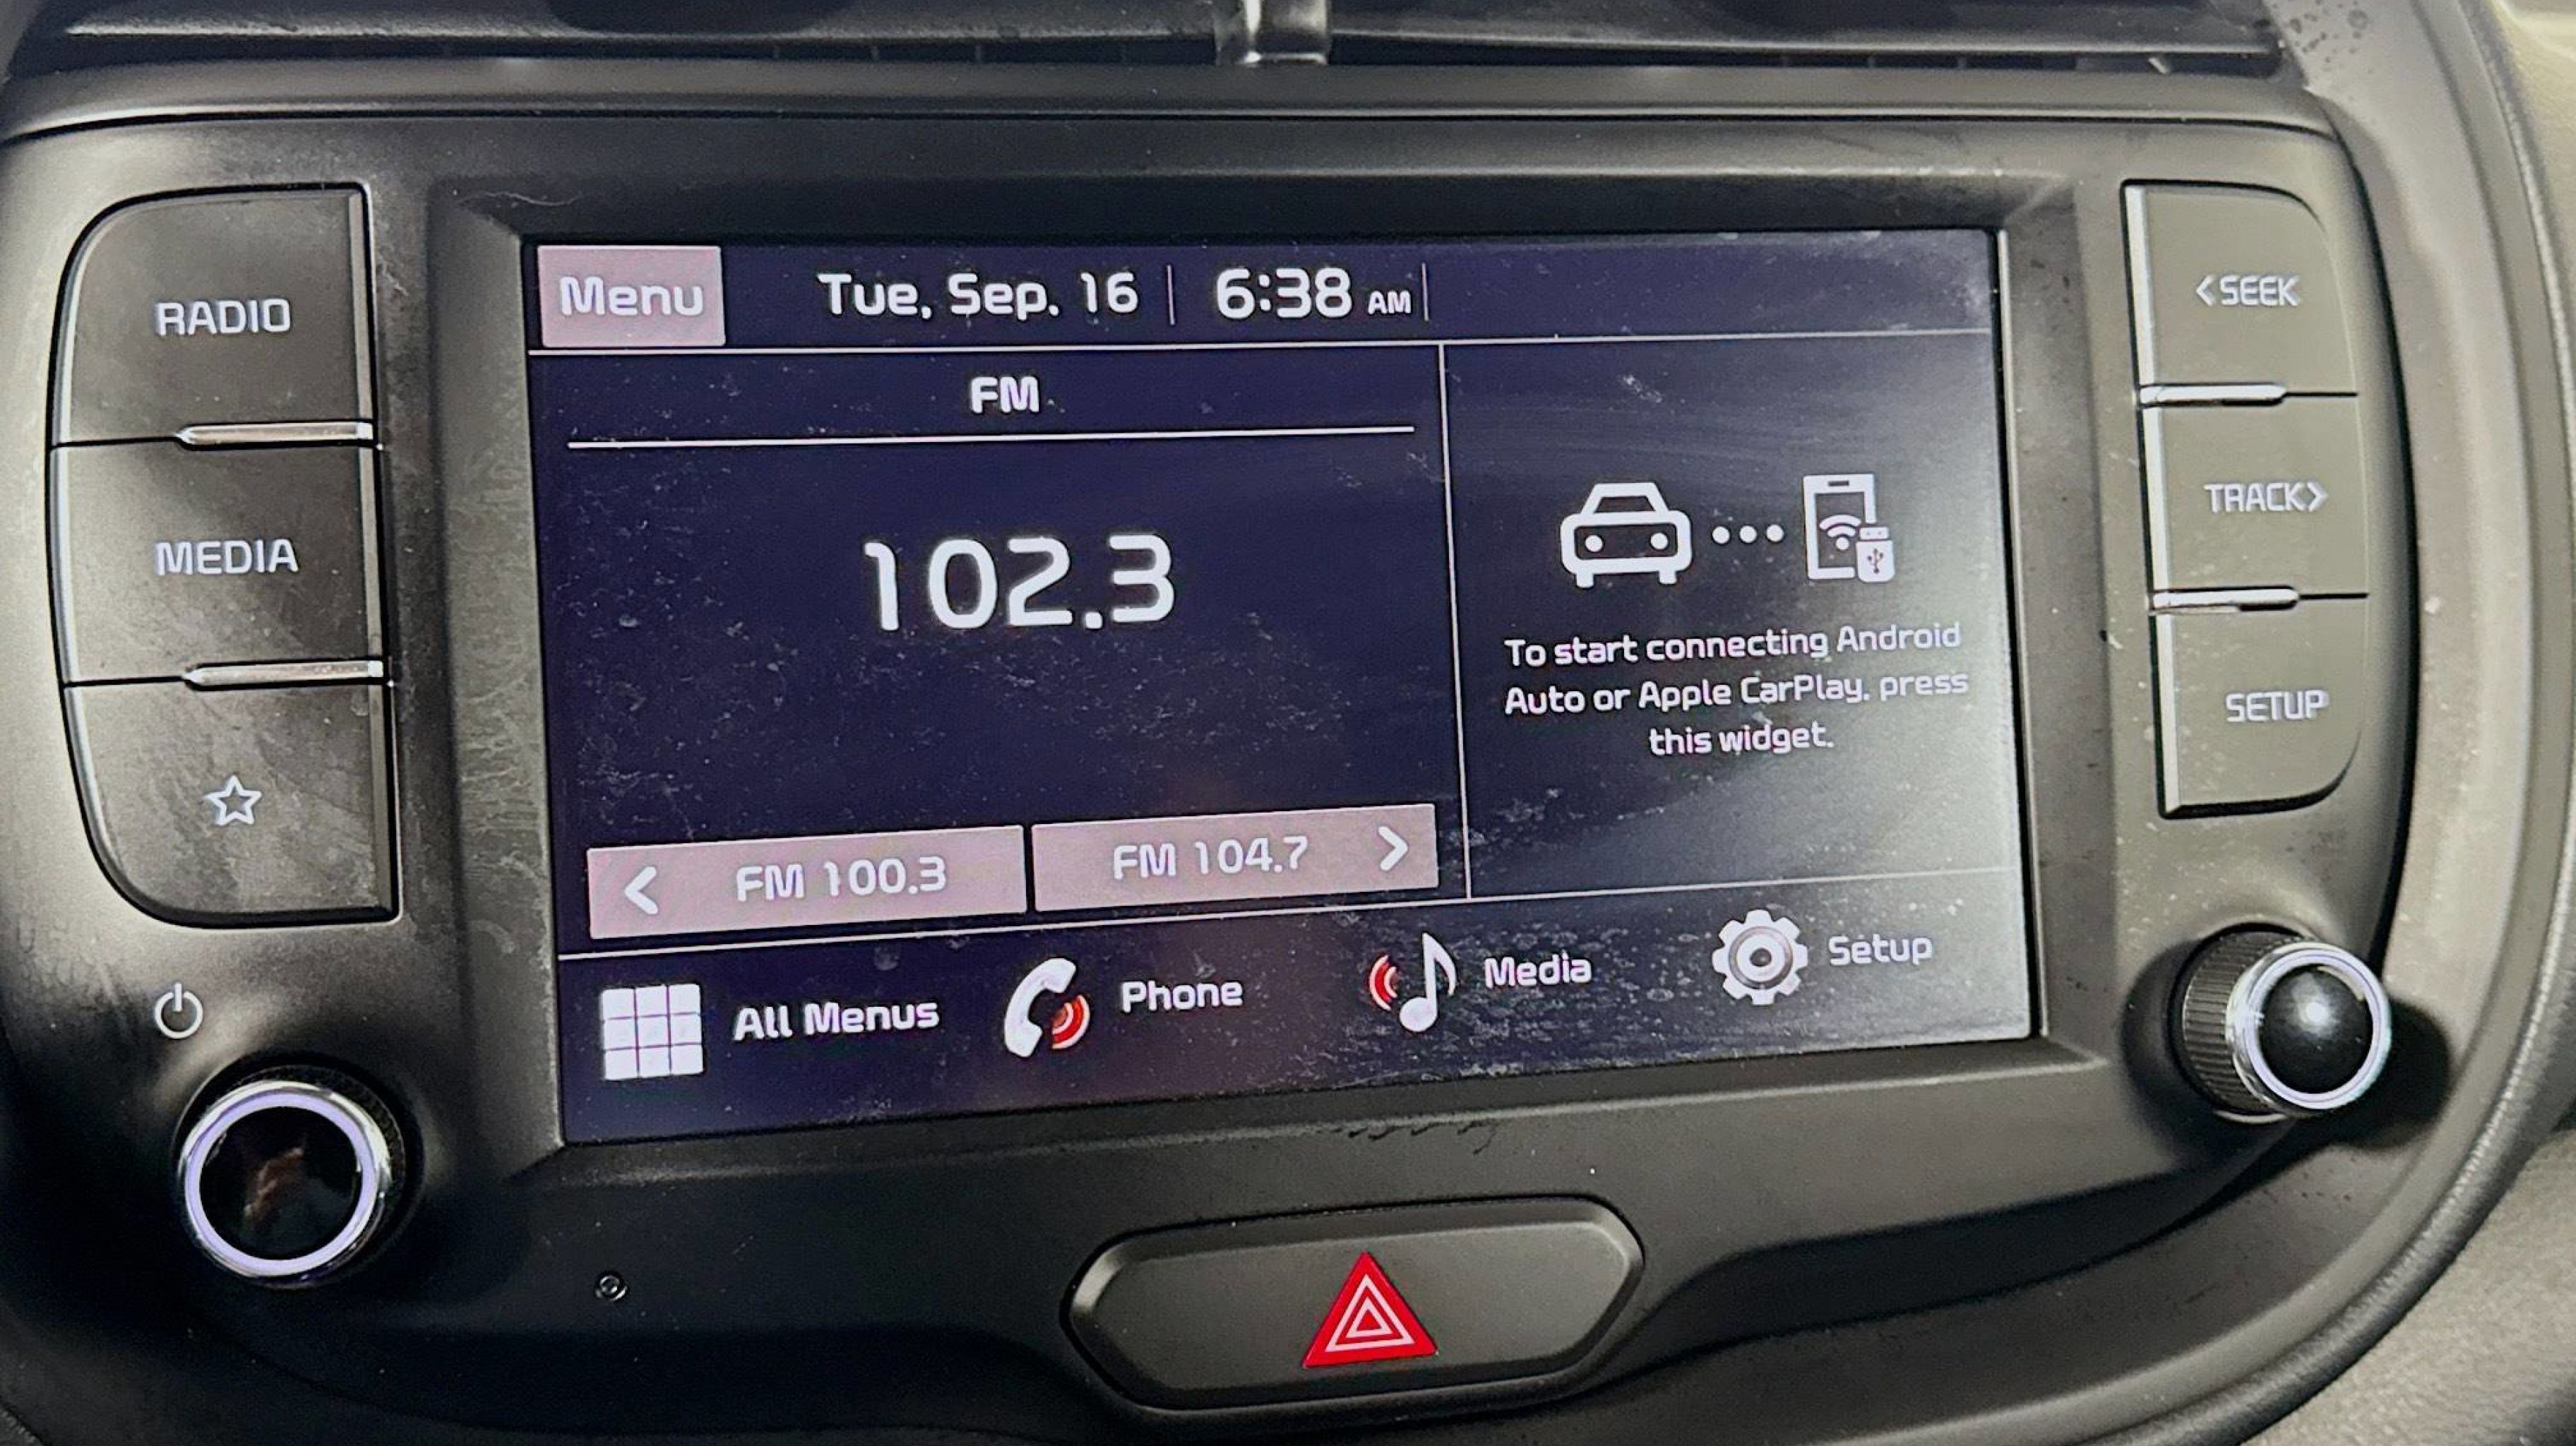 RADIO
MEDIA
Menu
Tue, Sep. 16
6:38 AM
FM
102.3
< FM 100.3
FM 104.7 >
To start connecting Android
Auto or Apple CarPlay, press
this widget.
All Menus
Phone
Media
Setup
<SEEK
TRACK>
SETUP